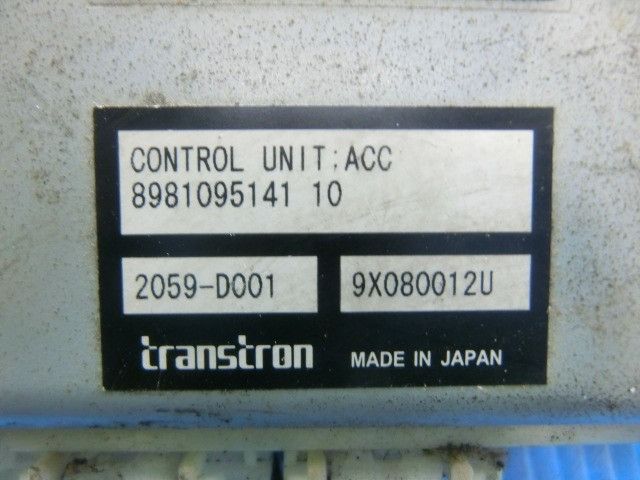 CONTROL UNIT:ACC
8981095141 10
2059-D001 9X080012U
transtron MADE IN JAPAN